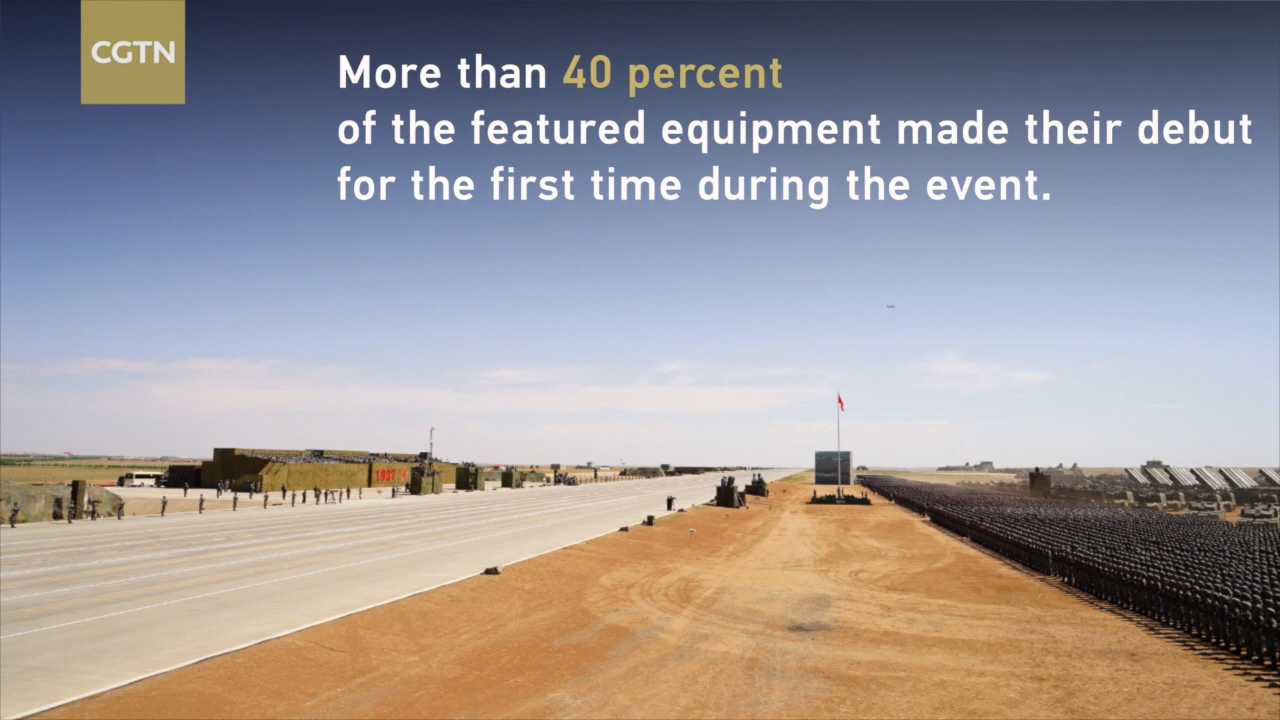 CGTN
More than 40 percent
of the featured equipment made their debut
for the first time during the event.
1927